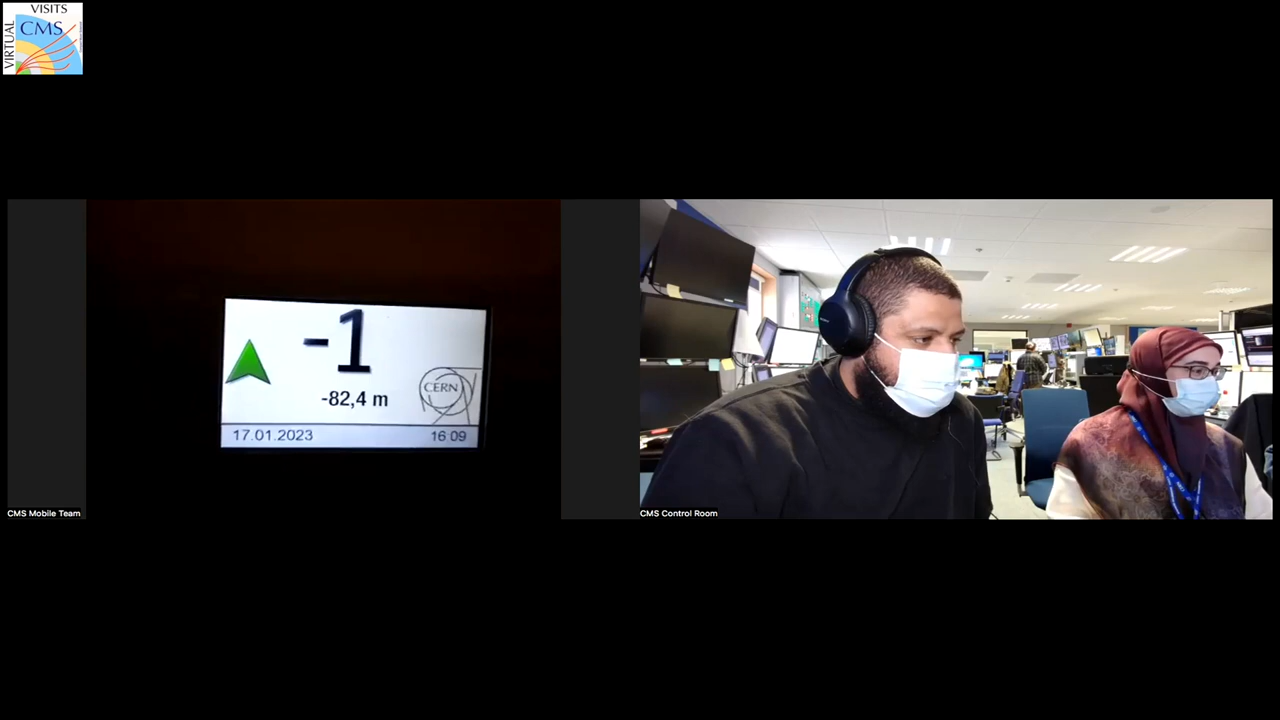 VISITS
VIRTUAL
CMS
-1
-82,4 m
CERN
17.01.2023
16 09
CMS Mobile Team
CMS Control Room